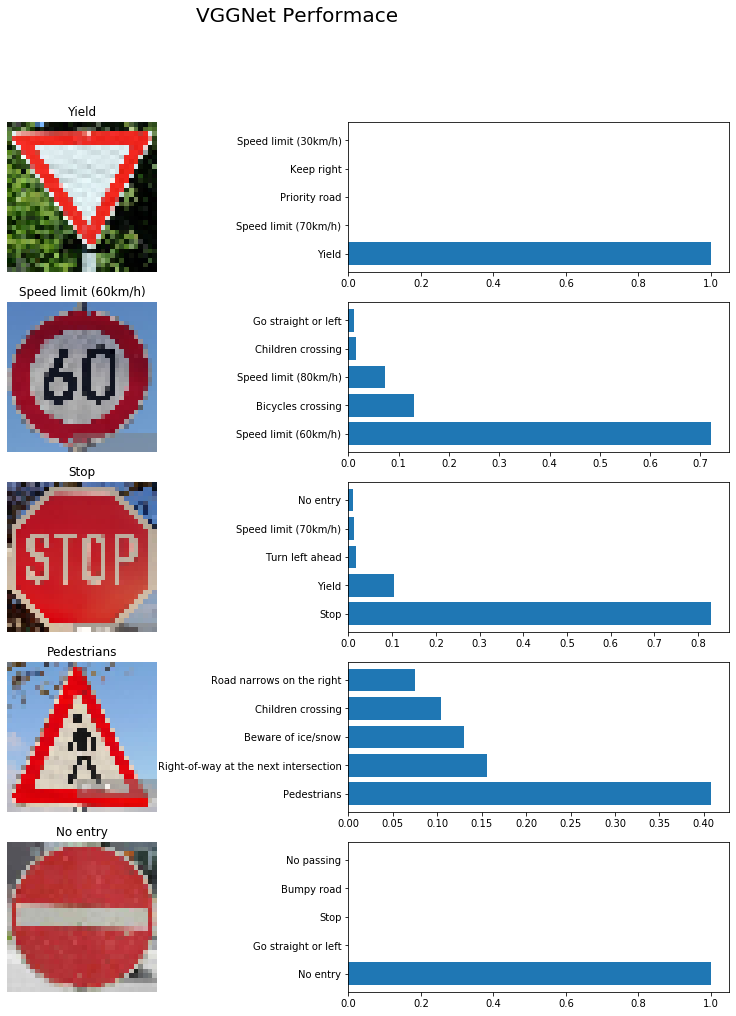 VGGNet Performace
Yield
Speed limit (30km/h)
Keep right
Priority road
Speed limit (70km/h)
Yield
0.0 0.2 0.4 0.6 0.8 1.0
Speed limit (60km/h)
60
Go straight or left
Children crossing
Speed limit (80km/h)
Bicycles crossing
Speed limit (60km/h)
0.0 0.1 0.2 0.3 0.4 0.5 0.6 0.7
Stop
STOP
No entry
Speed limit (70km/h)
Turn left ahead
Yield
Stop
0.0 0.1 0.2 0.3 0.4 0.5 0.6 0.7 0.8
Pedestrians
Road narrows on the right
Children crossing
Beware of ice/snow
Right-of-way at the next intersection
Pedestrians
0.00 0.05 0.10 0.15 0.20 0.25 0.30 0.35 0.40
No entry
No passing
Bumpy road
Stop
Go straight or left
No entry
0.0 0.2 0.4 0.6 0.8 1.0